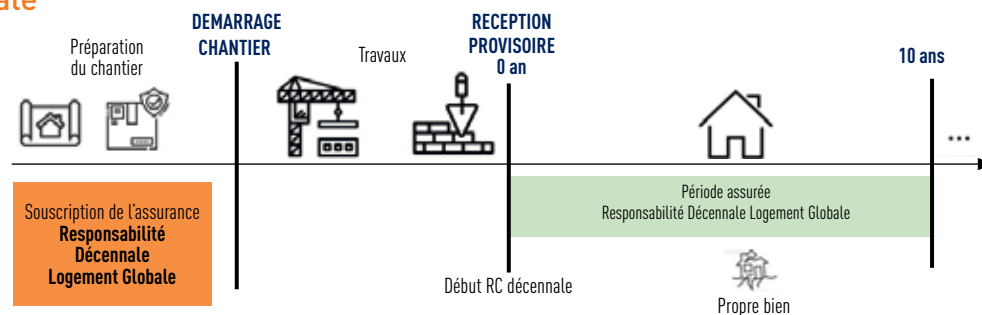 DEMARRAGE
CHANTIER
RECEPTION
PROVISOIRE
0 an
Préparation
du chantier
Travaux
10 ans
...
Souscription de l'assurance
Responsabilité
Décennale
Logement Globale
Période assurée
Responsabilité Décennale Logement Globale
Début RC décennale
Propre bien